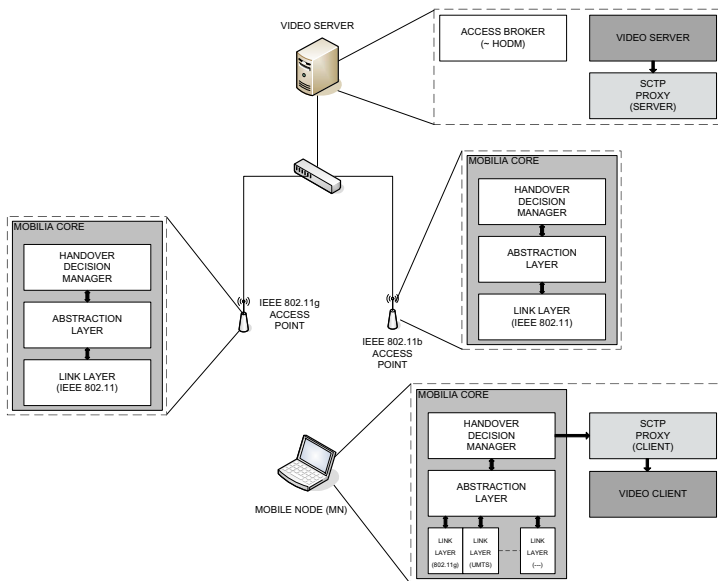 VIDEO SERVER
ACCESS BROKER
(~ HODM)
VIDEO SERVER
SCTP
PROXY
(SERVER)
MOBILIA CORE
HANDOVER
DECISION
MANAGER
ABSTRACTION
LAYER
LINK LAYER
(IEEE 802.11)
MOBILIA CORE
HANDOVER
DECISION
MANAGER
ABSTRACTION
LAYER
LINK LAYER
(IEEE 802.11)
IEEE 802.11g
ACCESS
POINT
IEEE 802.11b
ACCESS
POINT
MOBILE NODE (MN)
MOBILIA CORE
HANDOVER
DECISION
MANAGER
ABSTRACTION
LAYER
LINK
LAYER
(802.11g)
LINK
LAYER
(UMTS)
LINK
LAYER
(---)
SCTP
PROXY
(CLIENT)
VIDEO CLIENT